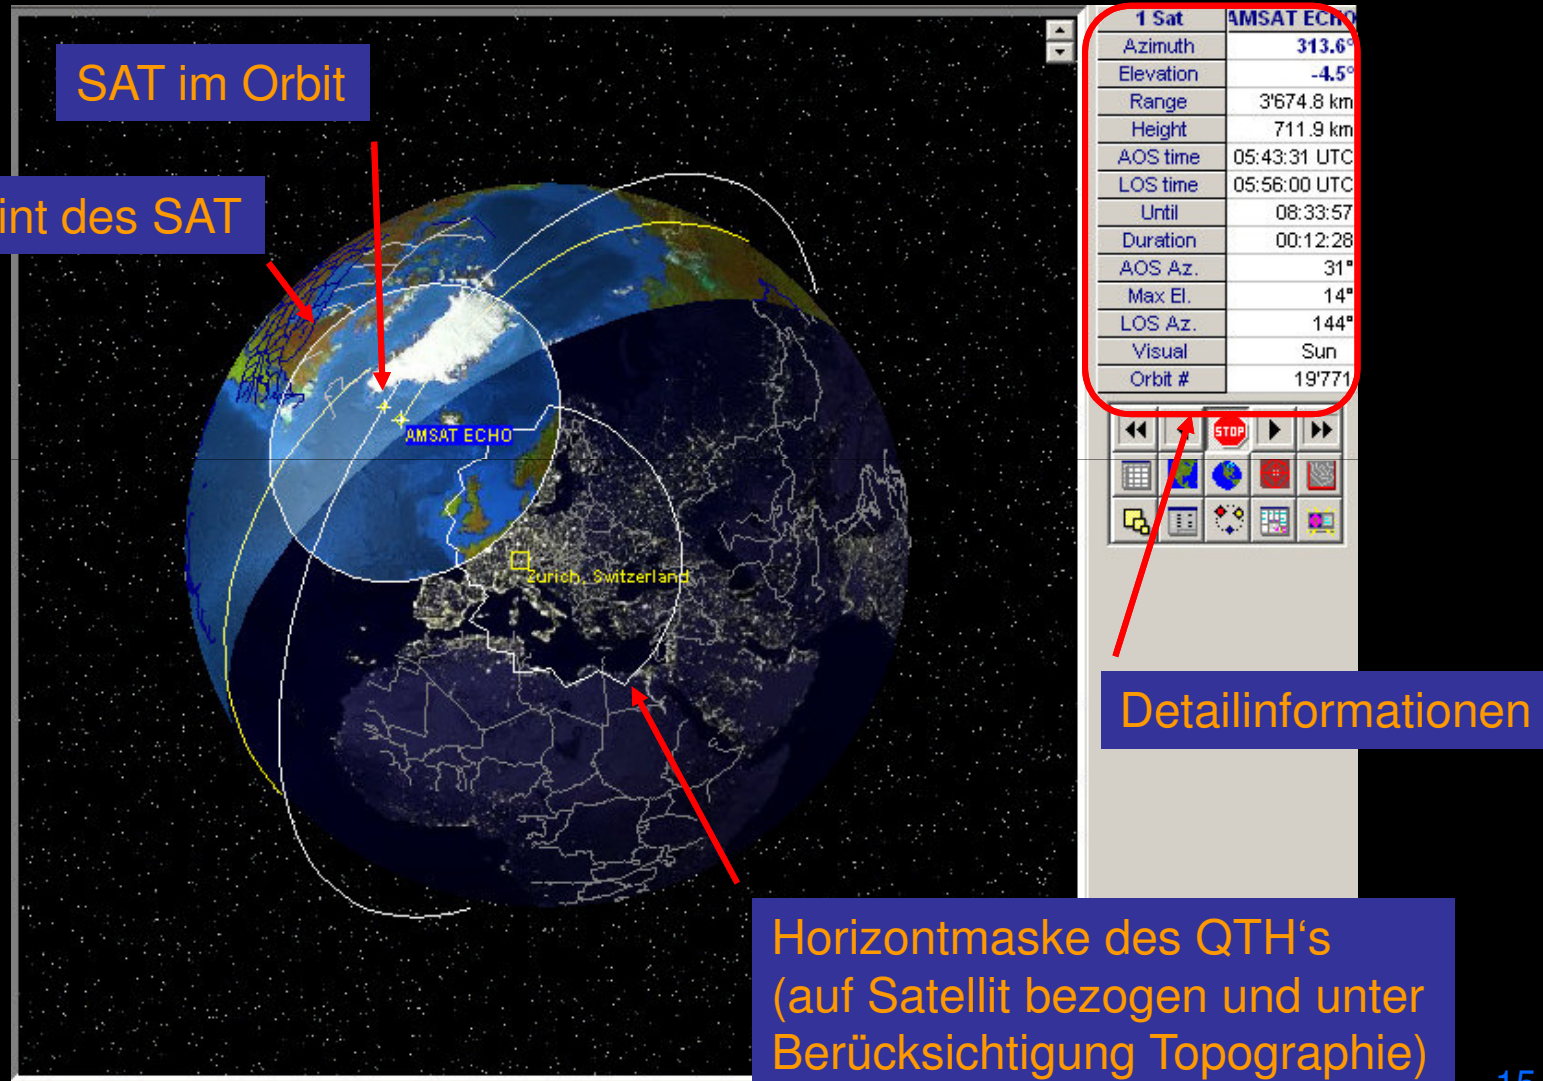 SAT im Orbit
int des SAT
AMSAT ECHO
Zurich, Switzerland
1 Sat AMSAT ECHO
Azimuth 313.6°
Elevation -4.5°
Range 3'674.8 km
Height 711.9 km
AOS time 05:43:31 UTC
LOS time 05:56:00 UTC
Until 08:33:57
Duration 00:12:28
AOS Az. 31°
Max El. 14°
LOS Az. 144°
Visual Sun
Orbit # 19'771
STOP
Detailinformationen
Horizontmaske des QTH‘s
(auf Satellit bezogen und unter
Berücksichtigung Topographie)
15